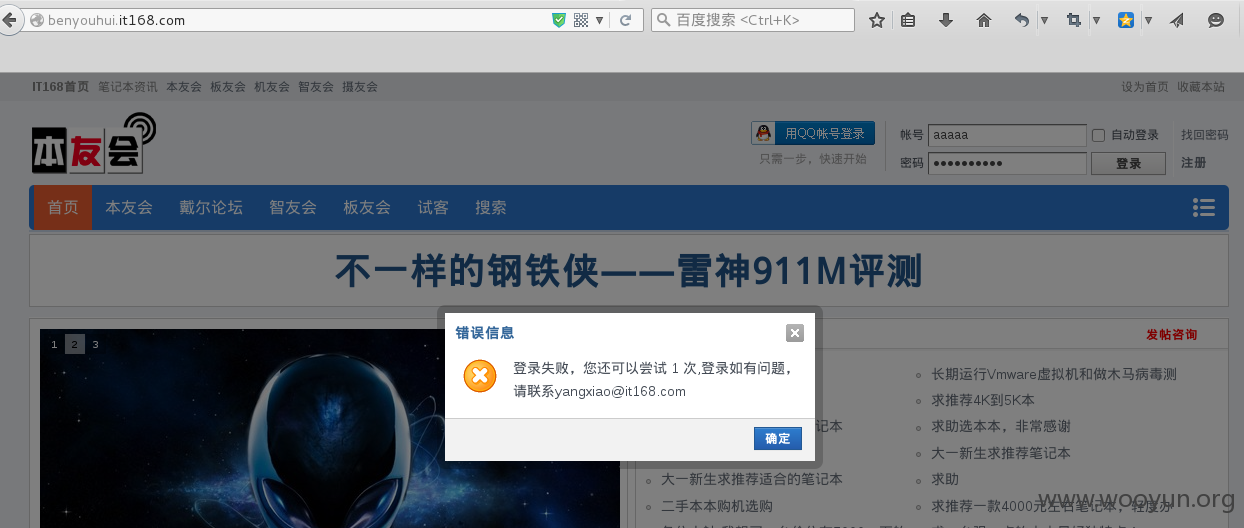 benyouhui.it168.com
百度搜索 <Ctrl+K>
IT168首页 笔记本资讯 本友会 板友会 机友会 智友会 摄友会 设为首页 收藏本站
本友会
用QQ帐号登录
只需一步，快速开始
帐号 aaaaa 自动登录 找回密码
密码 ●●●●●●●●●● 登录 注册
首页 本友会 戴尔论坛 智友会 板友会 试客 搜索
不一样的钢铁侠——雷神911M评测
1 2 3
发帖咨询
错误信息
登录失败，您还可以尝试 1 次,登录如有问题，
请联系yangxiao@it168.com
确定
长期运行Vmware虚拟机和做木马病毒测
求推荐4K到5K本
记本
求助选本本，非常感谢
大一新生求推荐笔记本
大一新生求推荐适合的笔记本
求助
二手本本购机选购
求推荐一款4000元左右笔记本，轻度办
www.wooyun.org